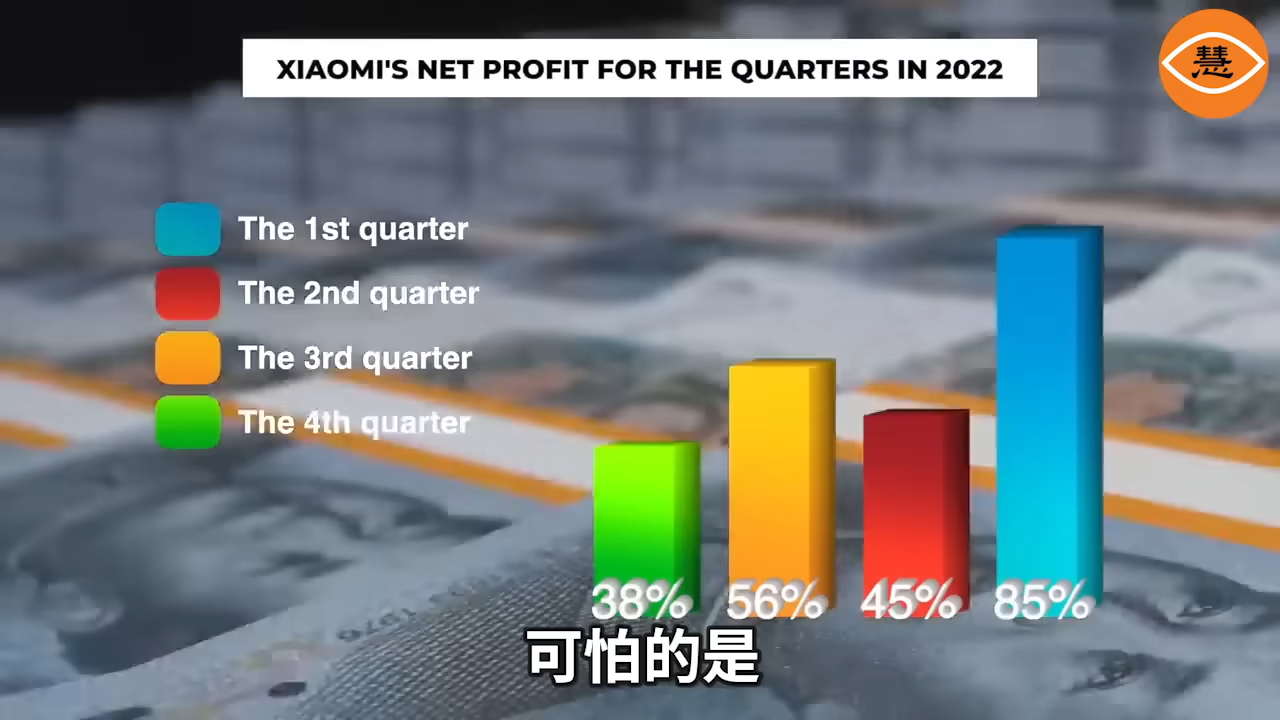 XIAOMI'S NET PROFIT FOR THE QUARTERS IN 2022
慧
The 1st quarter
The 2nd quarter
The 3rd quarter
The 4th quarter
38% 56% 45% 85%
可怕的是